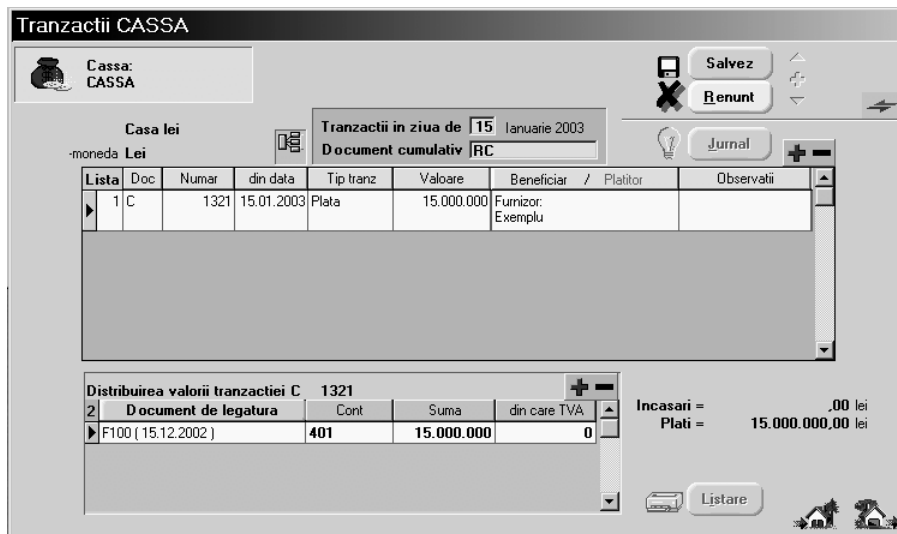 Tranzactii CASSA
Cassa:
CASSA
Salvez
Renunt
Casa lei
-moneda Lei
Tranzactii in ziua de 15 Ianuarie 2003
Document cumulativ RC
Jurnal
Lista Doc Numar din data Tip tranz Valoare Beneficiar / Platitor Observatii
1 C 1321 15.01.2003 Plata 15.000.000 Furnizor:
Exemplu
Distribuirea valorii tranzactiei C 1321
2 Document de legatura Cont Suma din care TVA
F100 ( 15.12.2002 ) 401 15.000.000 0
Incasari = ,00 lei
Plati = 15.000.000,00 lei
Listare